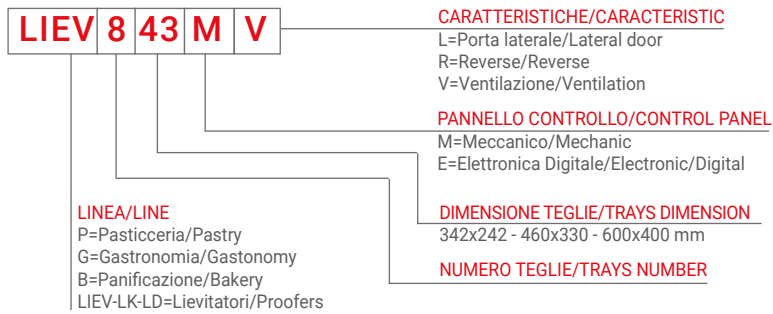 LIEV 8 43 M V
CARATTERISTICHE/CARACTERISTIC
L=Porta laterale/Lateral door
R=Reverse/Reverse
V=Ventilazione/Ventilation
PANNELLO CONTROLLO/CONTROL PANEL
M=Meccanico/Mechanic
E=Elettronica Digitale/Electronic/Digital
DIMENSIONE TEGLIE/TRAYS DIMENSION
342x242 - 460x330 - 600x400 mm
NUMERO TEGLIE/TRAYS NUMBER
LINEA/LINE
P=Pasticceria/Pastry
G=Gastronomia/Gastonomy
B=Panificazione/Bakery
LIEV-LK-LD=Lievitatori/Proofers